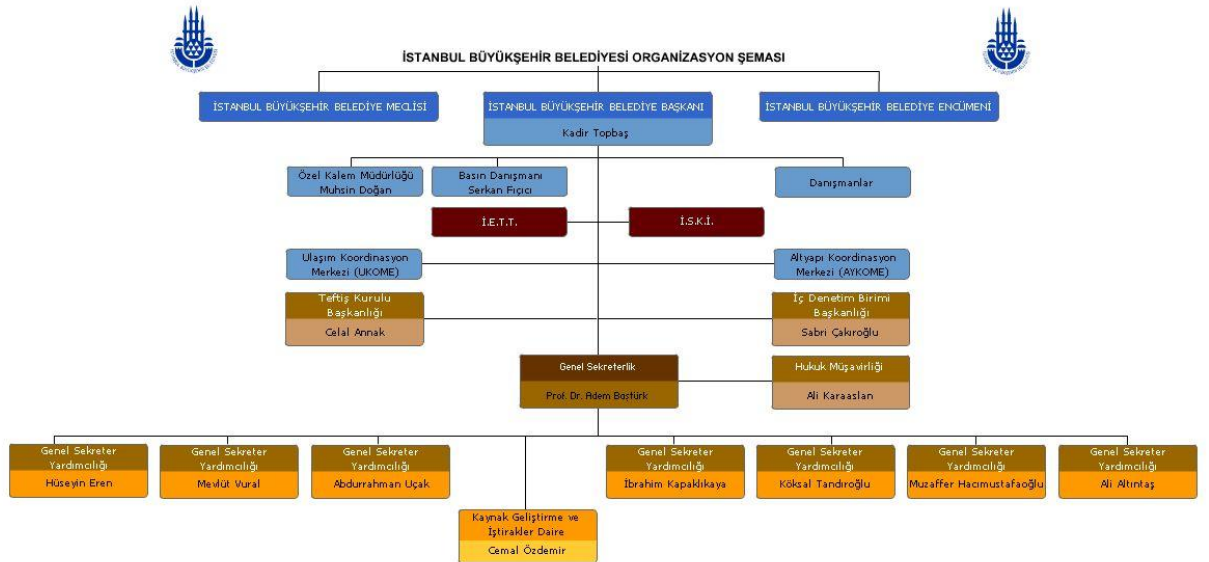 İSTANBUL BÜYÜKŞEHİR BELEDİYESİ ORGANİZASYON ŞEMASI
İSTANBUL BÜYÜKŞEHİR BELEDİYE MECLİSİ
İSTANBUL BÜYÜKŞEHİR BELEDİYE BAŞKANI
Kadir Topbaş
İSTANBUL BÜYÜKŞEHİR BELEDİYE ENCÜMENİ
Özel Kalem Müdürlüğü
Muhsin Doğan
Basın Danışmanı
Serkan Fıçıcı
Danışmanlar
İ.E.T.T.
İ.S.K.İ.
Ulaşım Koordinasyon
Merkezi (UKOME)
Altyapı Koordinasyon
Merkezi (AYKOME)
Teftiş Kurulu
Başkanlığı
Celal Annak
İç Denetim Birimi
Başkanlığı
Sabri Çakıroğlu
Genel Sekreterlik
Prof. Dr. Adem Baştürk
Hukuk Müşavirliği
Ali Karaaslan
Genel Sekreter
Yardımcılığı
Hüseyin Eren
Genel Sekreter
Yardımcılığı
Mevlüt Vural
Genel Sekreter
Yardımcılığı
Abdurrahman Uçak
Genel Sekreter
Yardımcılığı
İbrahim Kapaklıkaya
Genel Sekreter
Yardımcılığı
Köksal Tandıroğlu
Genel Sekreter
Yardımcılığı
Muzaffer Hacımustafaoğlu
Genel Sekreter
Yardımcılığı
Ali Altıntaş
Kaynak Geliştirme ve
İştirakler Daire
Cemal Özdemir